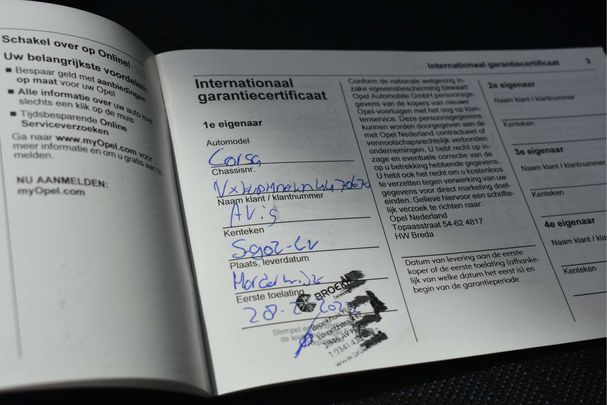 Schakel over op Online!
Uw belangrijkste voordelen
Bespaar geld met aanbiedingen
op maat voor uw Opel
Alle informatie over uw auto
slechts een klik op de muis
Tijdsbesparende Online
Serviceverzoeken
Ga naar www.myOpel.com voor
meer informatie en om u gratis aan
melden.
NU AANMELDEN:
myOpel.com
Internationaal garantiecertificaat 3
Internationaal
garantiecertificaat
1e eigenaar
Automodel
Corsa
Chassisnr.
Naam klant / klantnummer
Avis
Kenteken
Plaats, leverdatum
Harderwijk
Eerste toelating
Stempel
Conform de nationale wetgeving in-
zake eigensbescherming bewaart
Opel Automobile GmbH persoonsge-
gevens van de kopers van nieuwe
Opel-voertuigen met het oog op klan-
tenservice. Deze persoonsgegevens
kunnen worden doorgegeven aan de
met Opel Nederland contractueel of
vennootschapsrechtelijk verbonden
ondernemingen. U hebt recht op in-
zage en eventuele correctie van de
op u betrekking hebbende gegevens.
U hebt ook het recht om u kosteloos
te verzetten tegen verwerking van uw
gegevens voor direct marketing doel-
einden. Gelieve hiervoor een schrifte-
lijk verzoek te richten naar:
Opel Nederland
Topaasstraat 54-62 4817
HW Breda
Datum van levering aan de eerste
koper of de eerste toelating (afhanke-
lijk van welke datum het eerst is) en
begin van de garantieperiode
2e eigenaar
Naam klant / klantnummer
Kenteken
3e eigenaar
Naam klant / klantnummer
Kenteken
4e eigenaar
Naam klant /
Kenteken